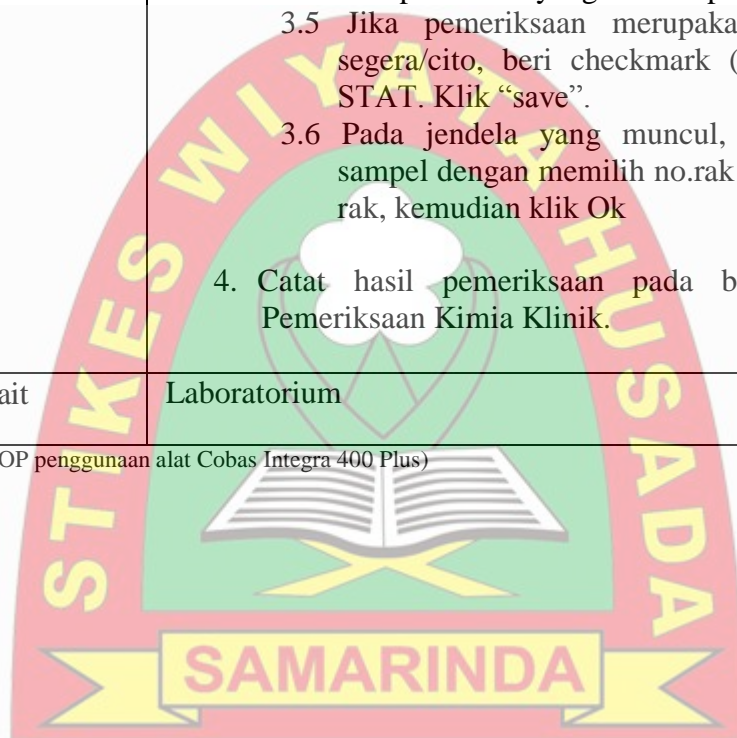 3.5 Jika pemeriksaan merupaka
segera/cito, beri checkmark (
STAT. Klik “save”.
3.6 Pada jendela yang muncul,
sampel dengan memilih no.rak
rak, kemudian klik Ok
4. Catat hasil pemeriksaan pada b
Pemeriksaan Kimia Klinik.
ait
Laboratorium
OP penggunaan alat Cobas Integra 400 Plus)
STIKES WIYATA HUSADA
SAMARINDA